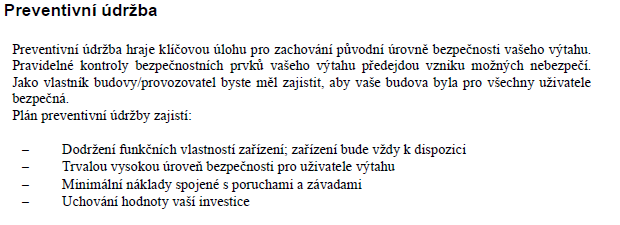 Preventivní údržba
Preventivní údržba hraje klíčovou úlohu pro zachování původní úrovně bezpečnosti vašeho výtahu.
Pravidelné kontroly bezpečnostních prvků vašeho výtahu předejdou vzniku možných nebezpečí.
Jako vlastník budovy/provozovatel byste měl zajistit, aby vaše budova byla pro všechny uživatele
bezpečná.
Plán preventivní údržby zajistí:
– Dodržení funkčních vlastností zařízení; zařízení bude vždy k dispozici
– Trvalou vysokou úroveň bezpečnosti pro uživatele výtahu
– Minimální náklady spojené s poruchami a závadami
– Uchování hodnoty vaší investice